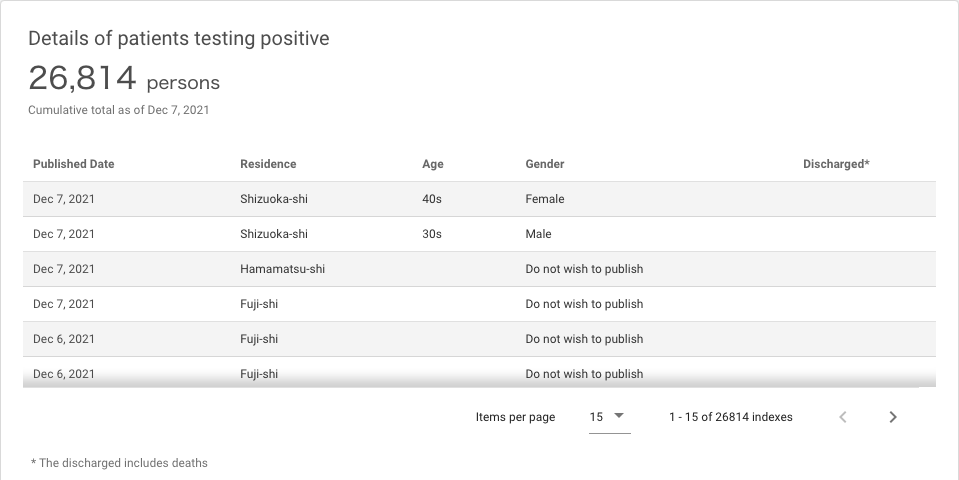 Details of patients testing positive
26,814 persons
Cumulative total as of Dec 7, 2021
Published Date Residence Age Gender Discharged*
Dec 7, 2021 Shizuoka-shi 40s Female
Dec 7, 2021 Shizuoka-shi 30s Male
Dec 7, 2021 Hamamatsu-shi Do not wish to publish
Dec 7, 2021 Fuji-shi Do not wish to publish
Dec 6, 2021 Fuji-shi Do not wish to publish
Dec 6, 2021 Fuji-shi Do not wish to publish
Items per page 15 1 - 15 of 26814 indexes
* The discharged includes deaths